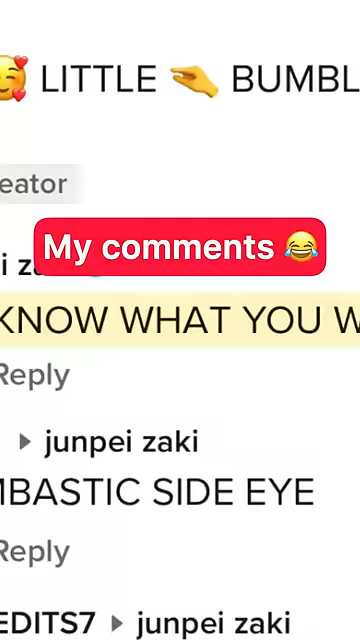 🥰 LITTLE 🫴 BUMBL
eator
My comments 😂
KNOW WHAT YOU W
Reply
▸ junpei zaki
MBASTIC SIDE EYE
Reply
EDITS7 ▸ junpei zaki